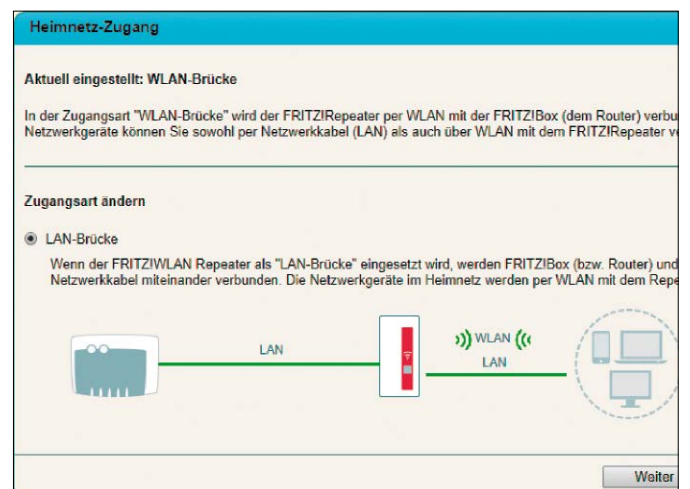 Heimnetz-Zugang
Aktuell eingestellt: WLAN-Brücke
In der Zugangsart "WLAN-Brücke" wird der FRITZ!Repeater per WLAN mit der FRITZ!Box (dem Router) verbu
Netzwerkgeräte können Sie sowohl per Netzwerkkabel (LAN) als auch über WLAN mit dem FRITZ!Repeater ve
Zugangsart ändern
LAN-Brücke
Wenn der FRITZ!WLAN Repeater als "LAN-Brücke" eingesetzt wird, werden FRITZ!Box (bzw. Router) und
Netzwerkkabel miteinander verbunden. Die Netzwerkgeräte im Heimnetz werden per WLAN mit dem Repe
LAN
WLAN
LAN
Weiter